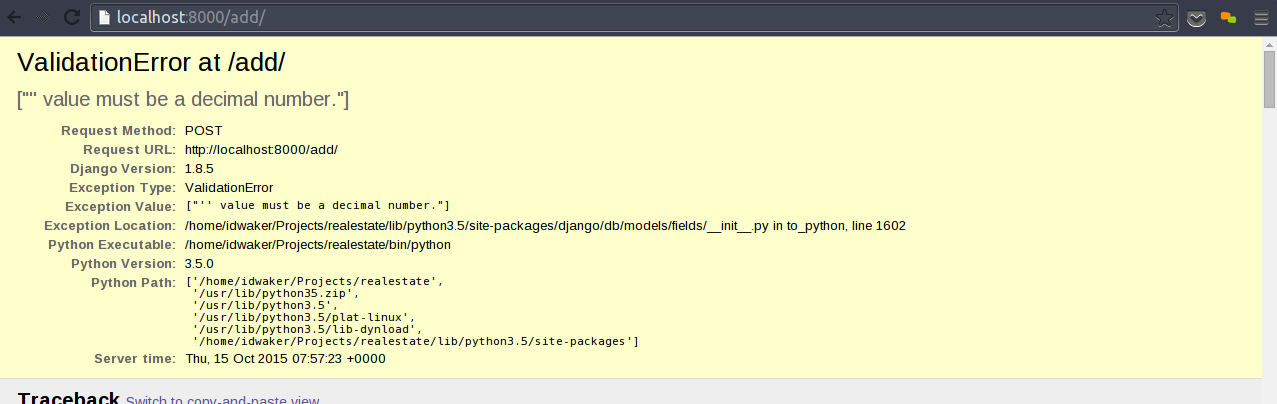 localhost:8000/add/
ValidationError at /add/
["'' value must be a decimal number."]
Request Method: POST
Request URL: http://localhost:8000/add/
Django Version: 1.8.5
Exception Type: ValidationError
Exception Value: ["'' value must be a decimal number."]
Exception Location: /home/idwaker/Projects/realestate/lib/python3.5/site-packages/django/db/models/fields/__init__.py in to_python, line 1602
Python Executable: /home/idwaker/Projects/realestate/bin/python
Python Version: 3.5.0
Python Path: ['/home/idwaker/Projects/realestate',
'/usr/lib/python35.zip',
'/usr/lib/python3.5',
'/usr/lib/python3.5/plat-linux',
'/usr/lib/python3.5/lib-dynload',
'/home/idwaker/Projects/realestate/lib/python3.5/site-packages']
Server time: Thu, 15 Oct 2015 07:57:23 +0000
Traceback Switch to copy-and-paste view